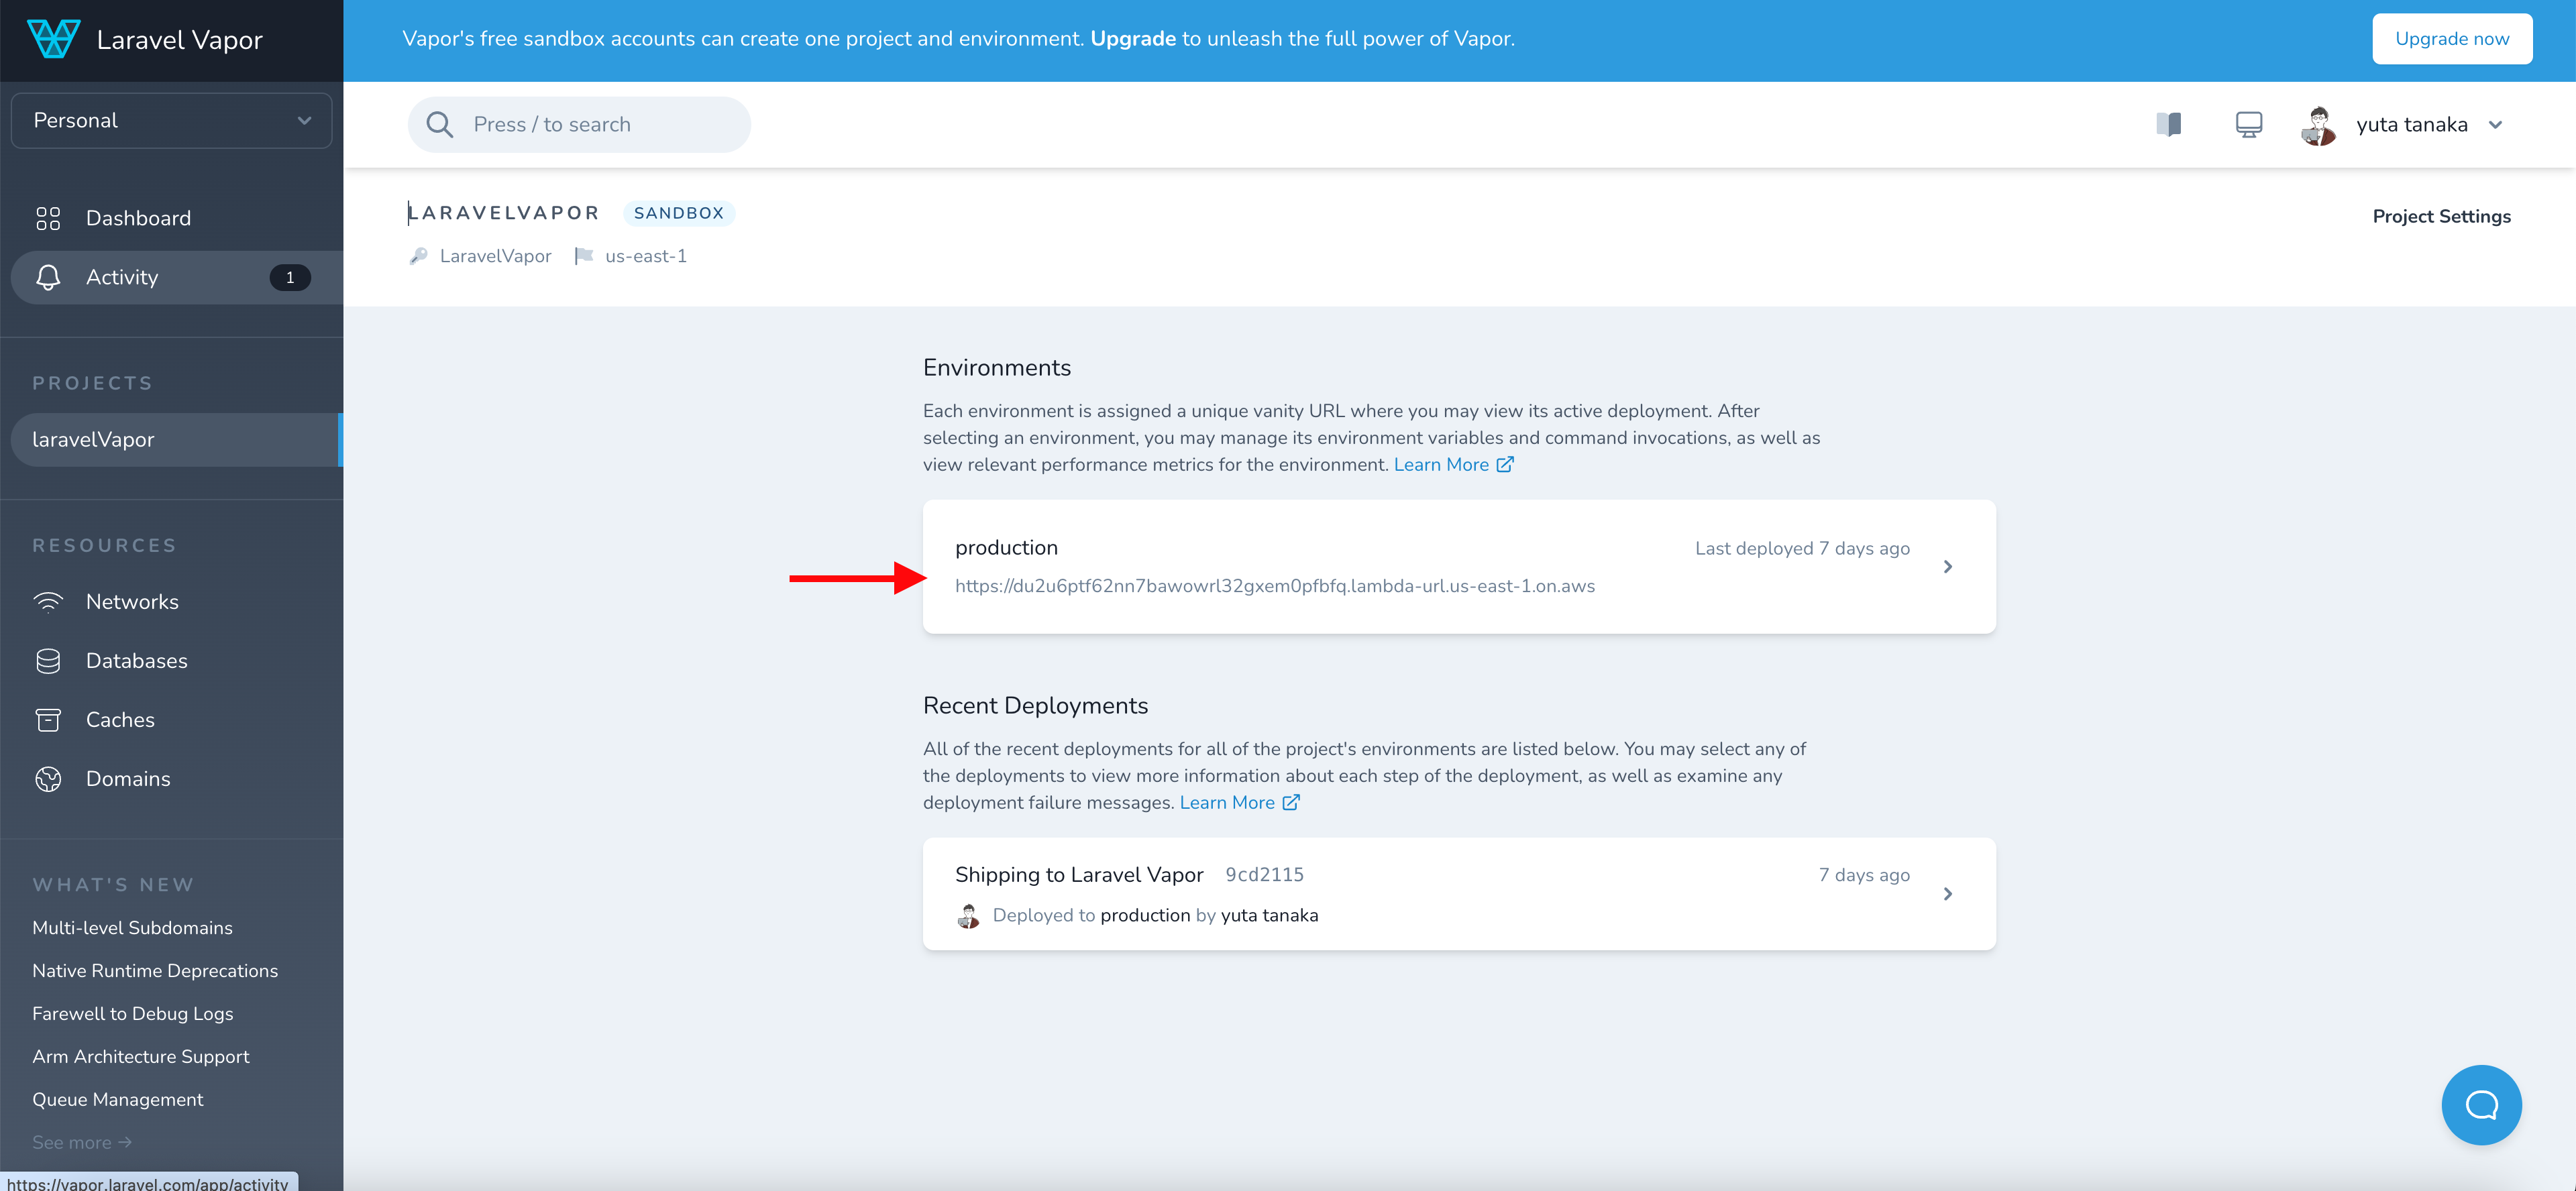 Laravel Vapor
Vapor's free sandbox accounts can create one project and environment. Upgrade to unleash the full power of Vapor.
Upgrade now
Personal
Press / to search
yuta tanaka
Dashboard
Activity 1
PROJECTS
laravelVapor
RESOURCES
Networks
Databases
Caches
Domains
WHAT'S NEW
Multi-level Subdomains
Native Runtime Deprecations
Farewell to Debug Logs
Arm Architecture Support
Queue Management
See more →
https://vapor.laravel.com/app/activity
LARAVELVAPOR SANDBOX
Project Settings
LaravelVapor us-east-1
Environments
Each environment is assigned a unique vanity URL where you may view its active deployment. After
selecting an environment, you may manage its environment variables and command invocations, as well as
view relevant performance metrics for the environment. Learn More
production
Last deployed 7 days ago
https://du2u6ptf62nn7bawowrl32gxem0pfbfq.lambda-url.us-east-1.on.aws
Recent Deployments
All of the recent deployments for all of the project's environments are listed below. You may select any of
the deployments to view more information about each step of the deployment, as well as examine any
deployment failure messages. Learn More
Shipping to Laravel Vapor 9cd2115
7 days ago
Deployed to production by yuta tanaka